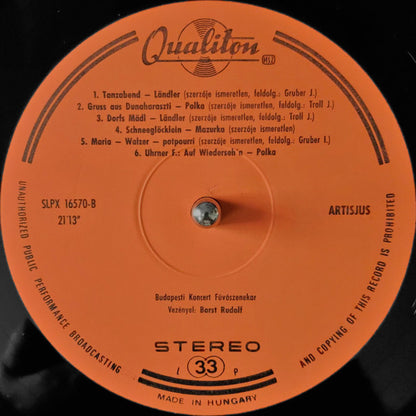 Qualiton
MSZ
1. Tanzabend – Ländler (szerzője ismeretlen, feldolg.: Gruber J.)
2. Gruss aus Dunaharaszti – Polka (szerzője ismeretlen, feldolg.: Troll J.)
3. Dorfs Mädl – Ländler (szerzője ismeretlen, feldolg.: Troll J.)
4. Schneeglöcklein – Mazurka (szerzője ismeretlen)
5. Maria – Walzer – potpourri (szerzője ismeretlen, feldolg.: Gruber I.)
6. Uhrner F.: Auf Wiederseh'n – Polka
SLPX 16570-B
21'13"
ARTISJUS
Budapesti Koncert Fúvószenekar
Vezényel: Borst Rudolf
STEREO
L 33 P
MADE IN HUNGARY
UNAUTHORIZED PUBLIC PERFORMANCE BROADCASTING
AND COPYING OF THIS RECORD IS PROHIBITED